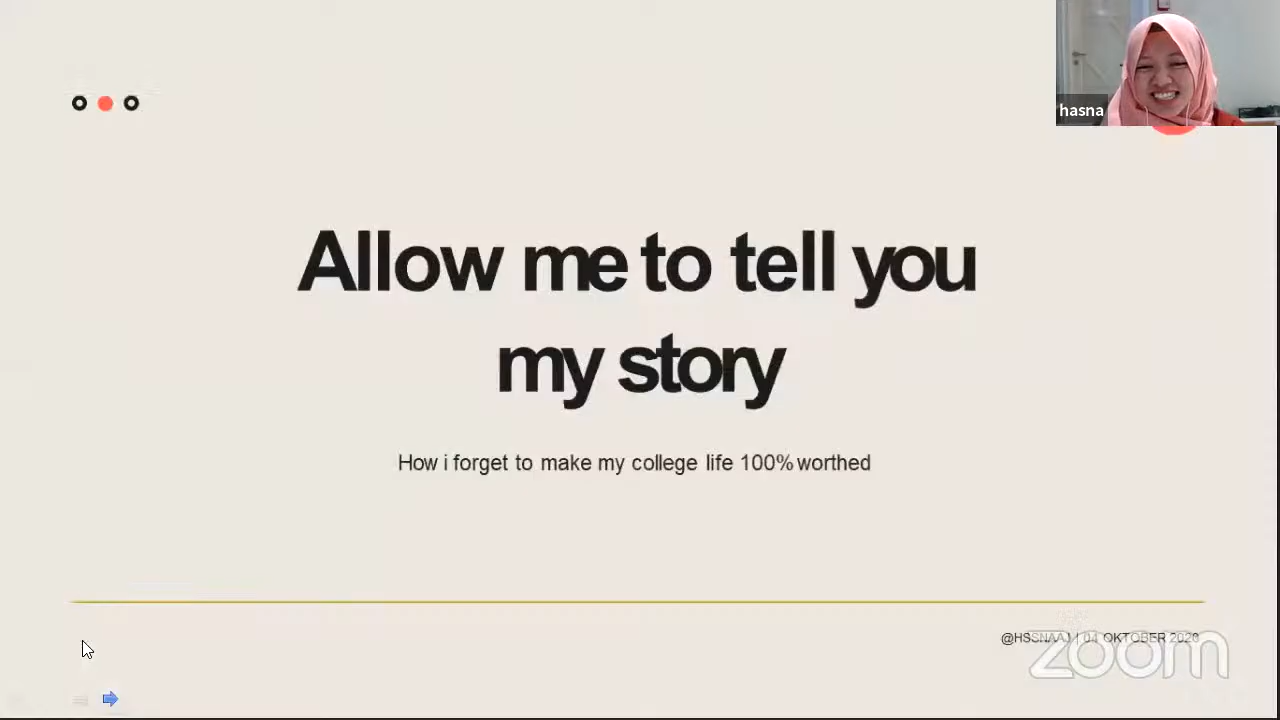 hasna
Allow me to tell you
my story
How i forget to make my college life 100% worthed
@HSSNAAJ | 04 OKTOBER 2020
zoom